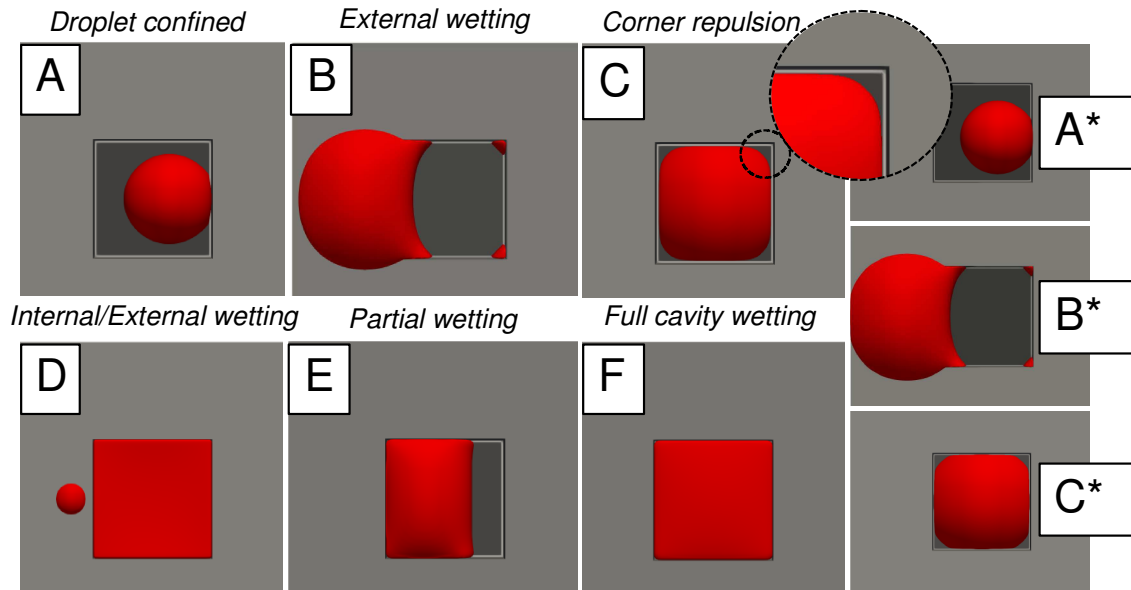 Droplet confined
External wetting
Corner repulsion
A
B
C
A*
B*
Internal/External wetting
Partial wetting
Full cavity wetting
D
E
F
C*